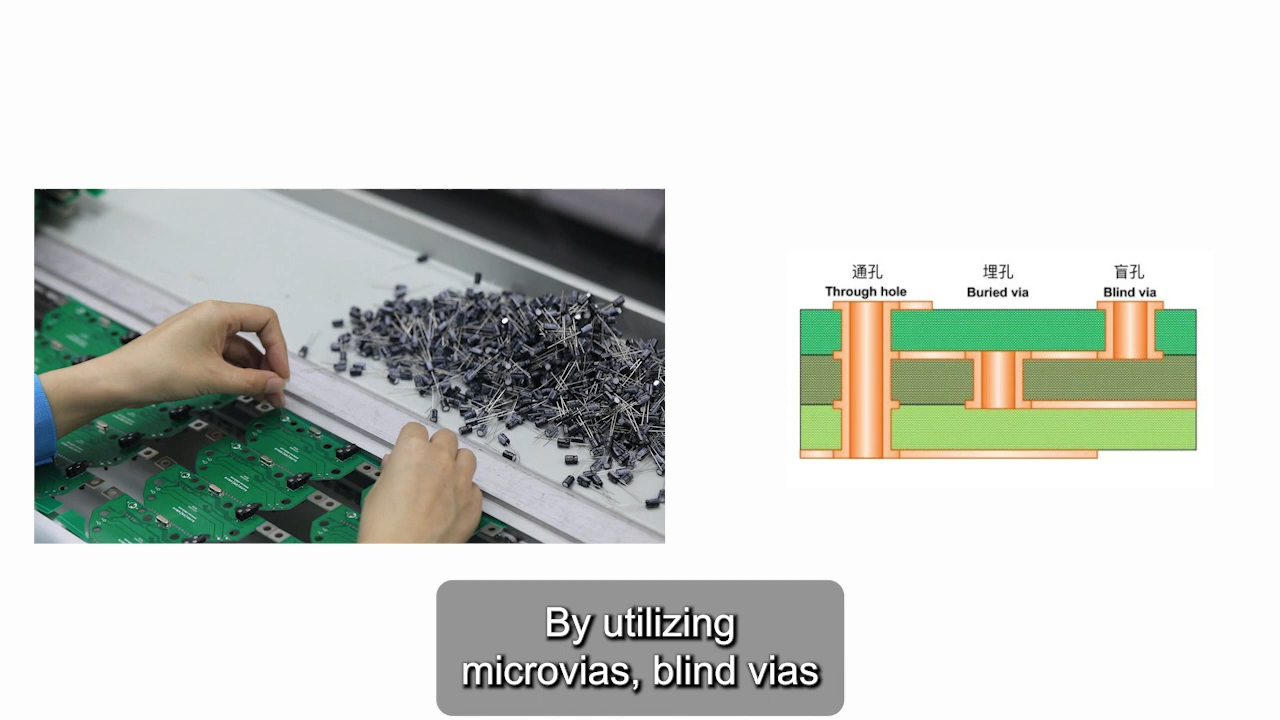 通孔 埋孔 盲孔
Through hole Buried via Blind via
By utilizing
microvias, blind vias